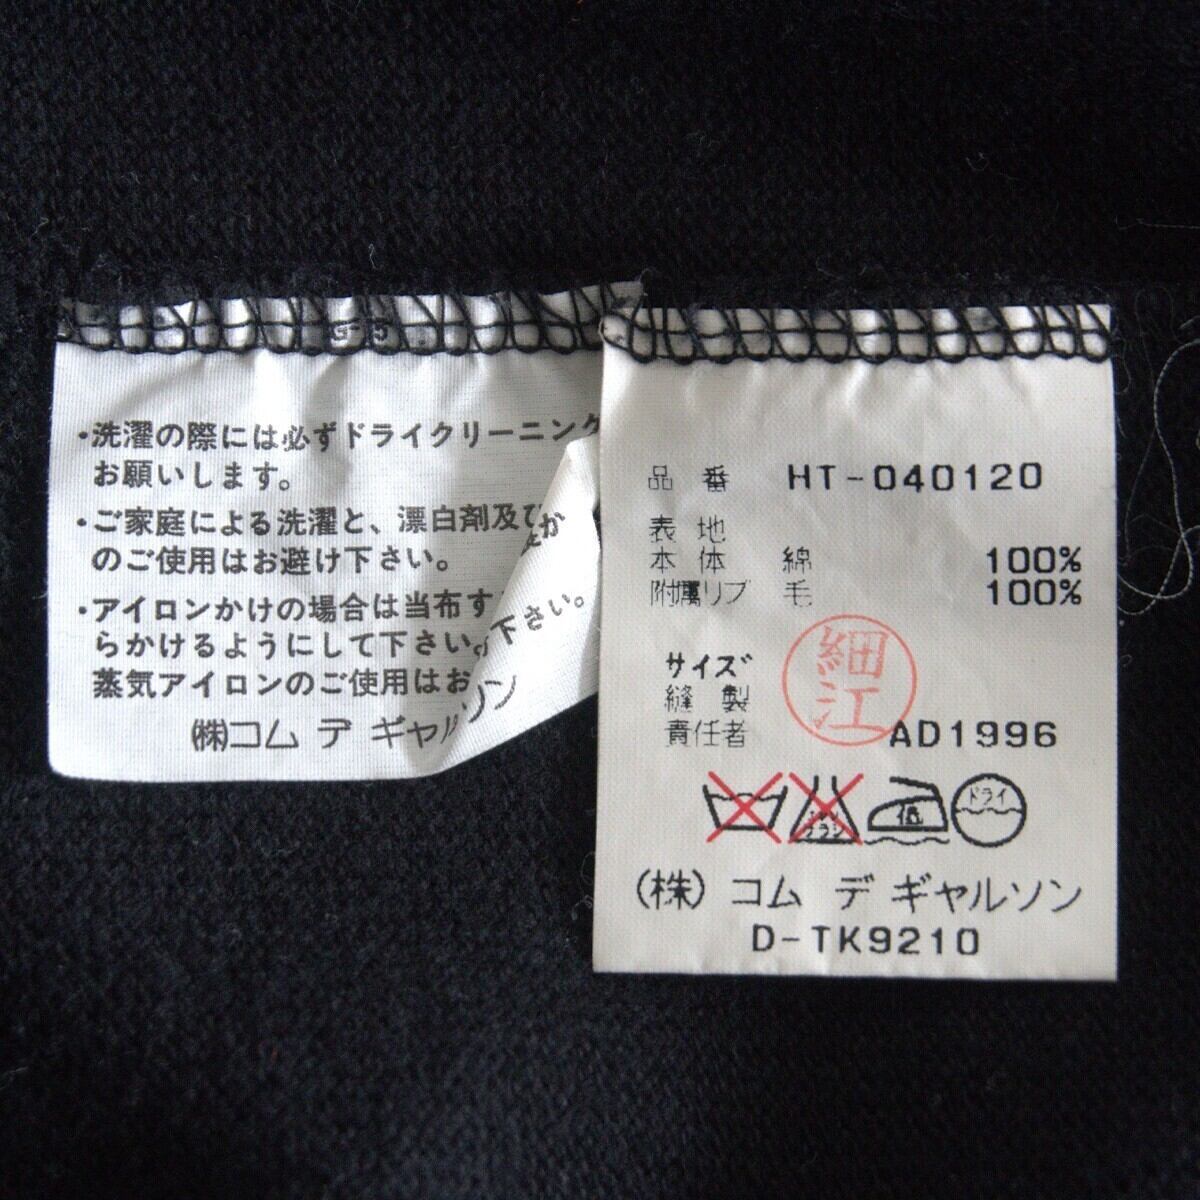 ・洗濯の際には必ずドライクリーニング
お願いします。
・ご家庭による洗濯と、漂白剤及び
のご使用はお避け下さい。
・アイロンかけの場合は当布
らかけるようにして下さい。
下さい。
蒸気アイロンのご使用はお
(株)コム デ ギャルソン
品番 HT-040120
表地
本体 綿 100%
附属リブ 毛 100%
サイズ
縫製
責任者
細江
AD1996
低 ドライ
(株) コム デ ギャルソン
D-TK9210